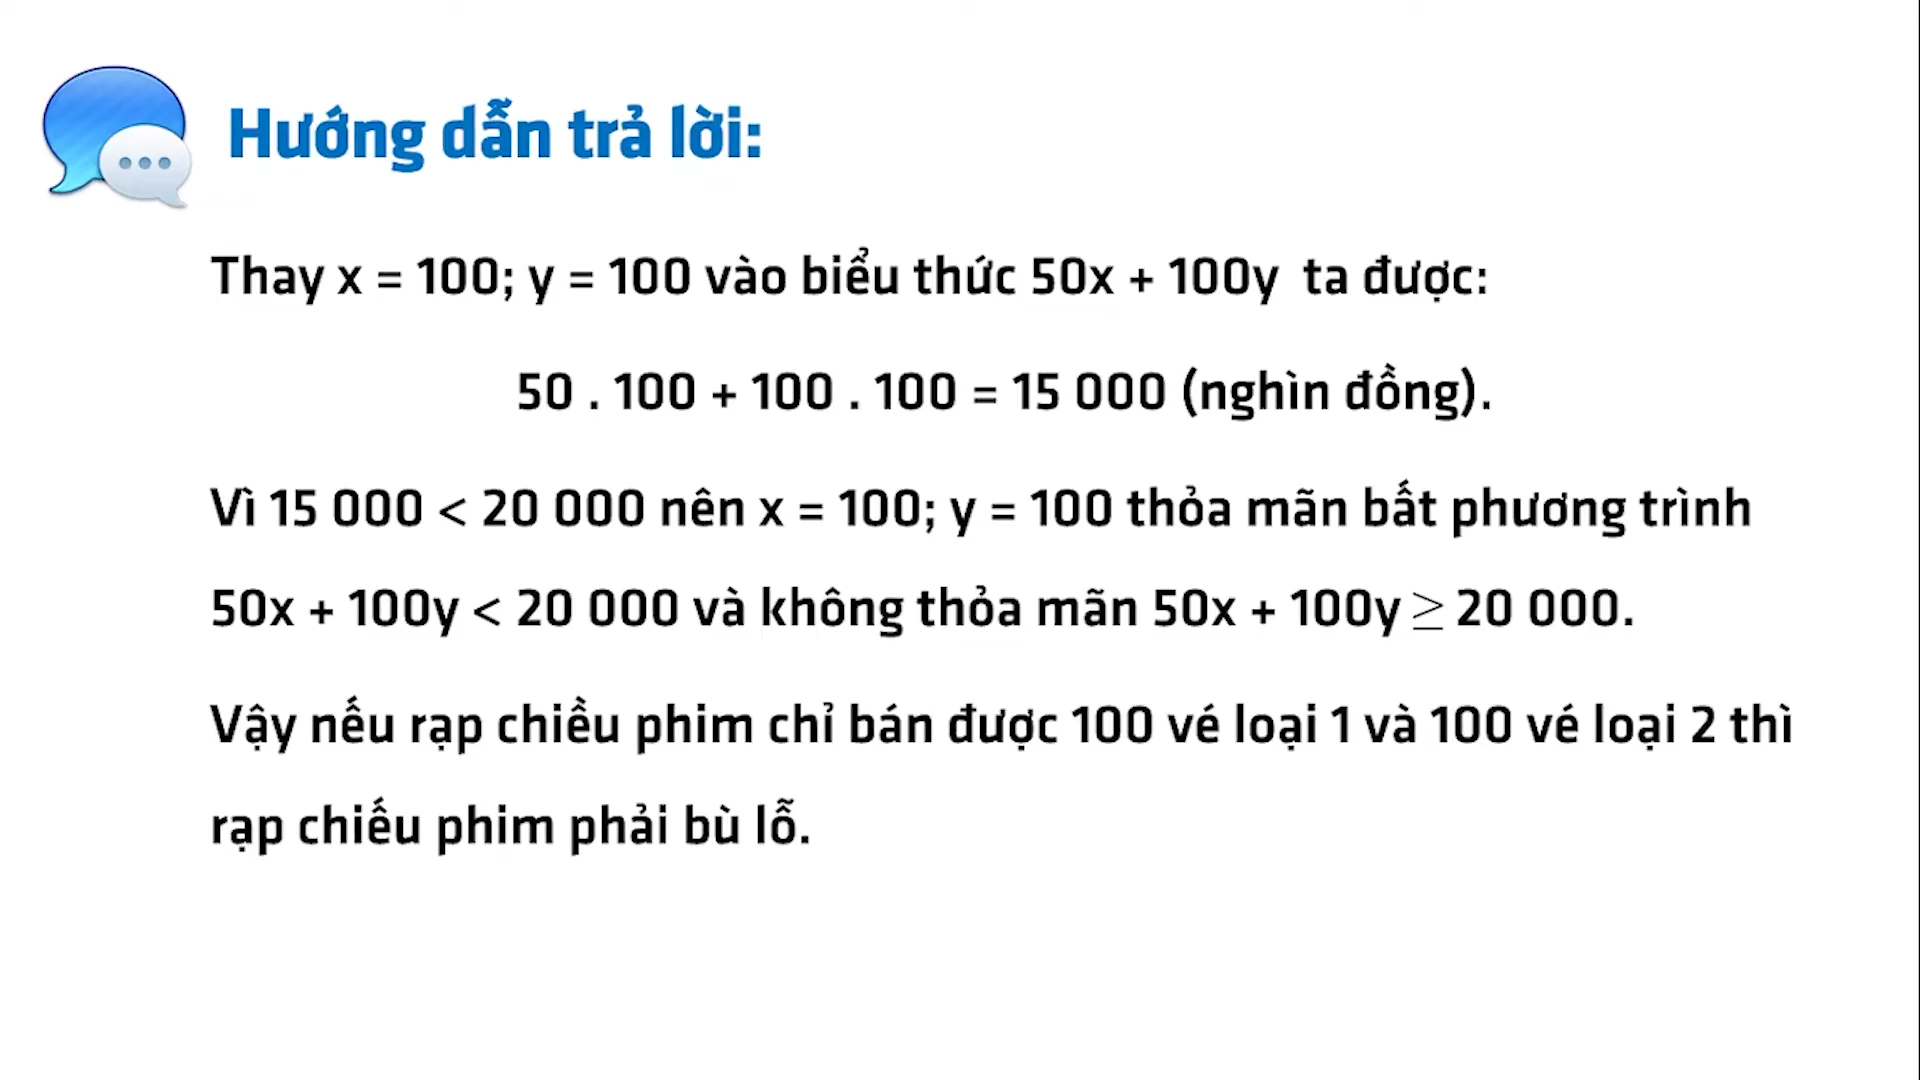 Hướng dẫn trả lời:
Thay x = 100; y = 100 vào biểu thức 50x + 100y ta được:
50 . 100 + 100 . 100 = 15 000 (nghìn đồng).
Vì 15 000 < 20 000 nên x = 100; y = 100 thỏa mãn bất phương trình
50x + 100y < 20 000 và không thỏa mãn 50x + 100y ≥ 20 000.
Vậy nếu rạp chiều phim chỉ bán được 100 vé loại 1 và 100 vé loại 2 thì
rạp chiếu phim phải bù lỗ.